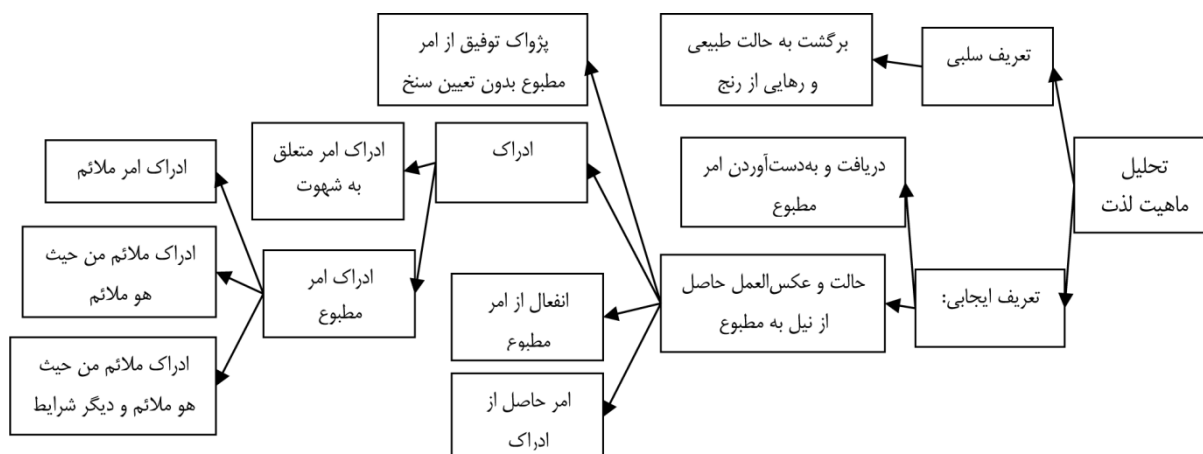 تحلیل
ماهیت لذت
تعریف سلبی
برگشت به حالت طبیعی
و رهایی از رنج
تعریف ایجابی:
دریافت و به‌دست‌آوردن امر
مطبوع
حالت و عکس‌العمل حاصل
از نیل به مطبوع
پژواک توفیق از امر
مطبوع بدون تعیین سنخ
ادراک
انفعال از امر
مطبوع
امر حاصل از
ادراک
ادراک امر متعلق
به شهوت
ادراک امر
مطبوع
ادراک امر ملائم
ادراک ملائم من حیث
هو ملائم
ادراک ملائم من حیث
هو ملائم و دیگر شرایط